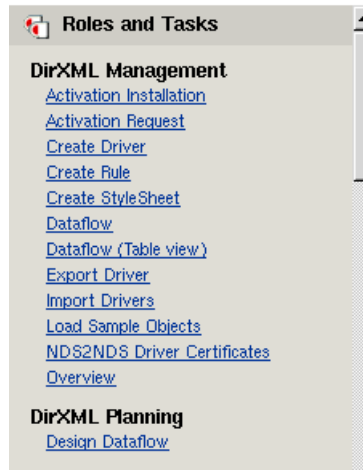 Roles and Tasks
DirXML Management
Activation Installation
Activation Request
Create Driver
Create Rule
Create StyleSheet
Dataflow
Dataflow (Table view)
Export Driver
Import Drivers
Load Sample Objects
NDS2NDS Driver Certificates
Overview
DirXML Planning
Design Dataflow